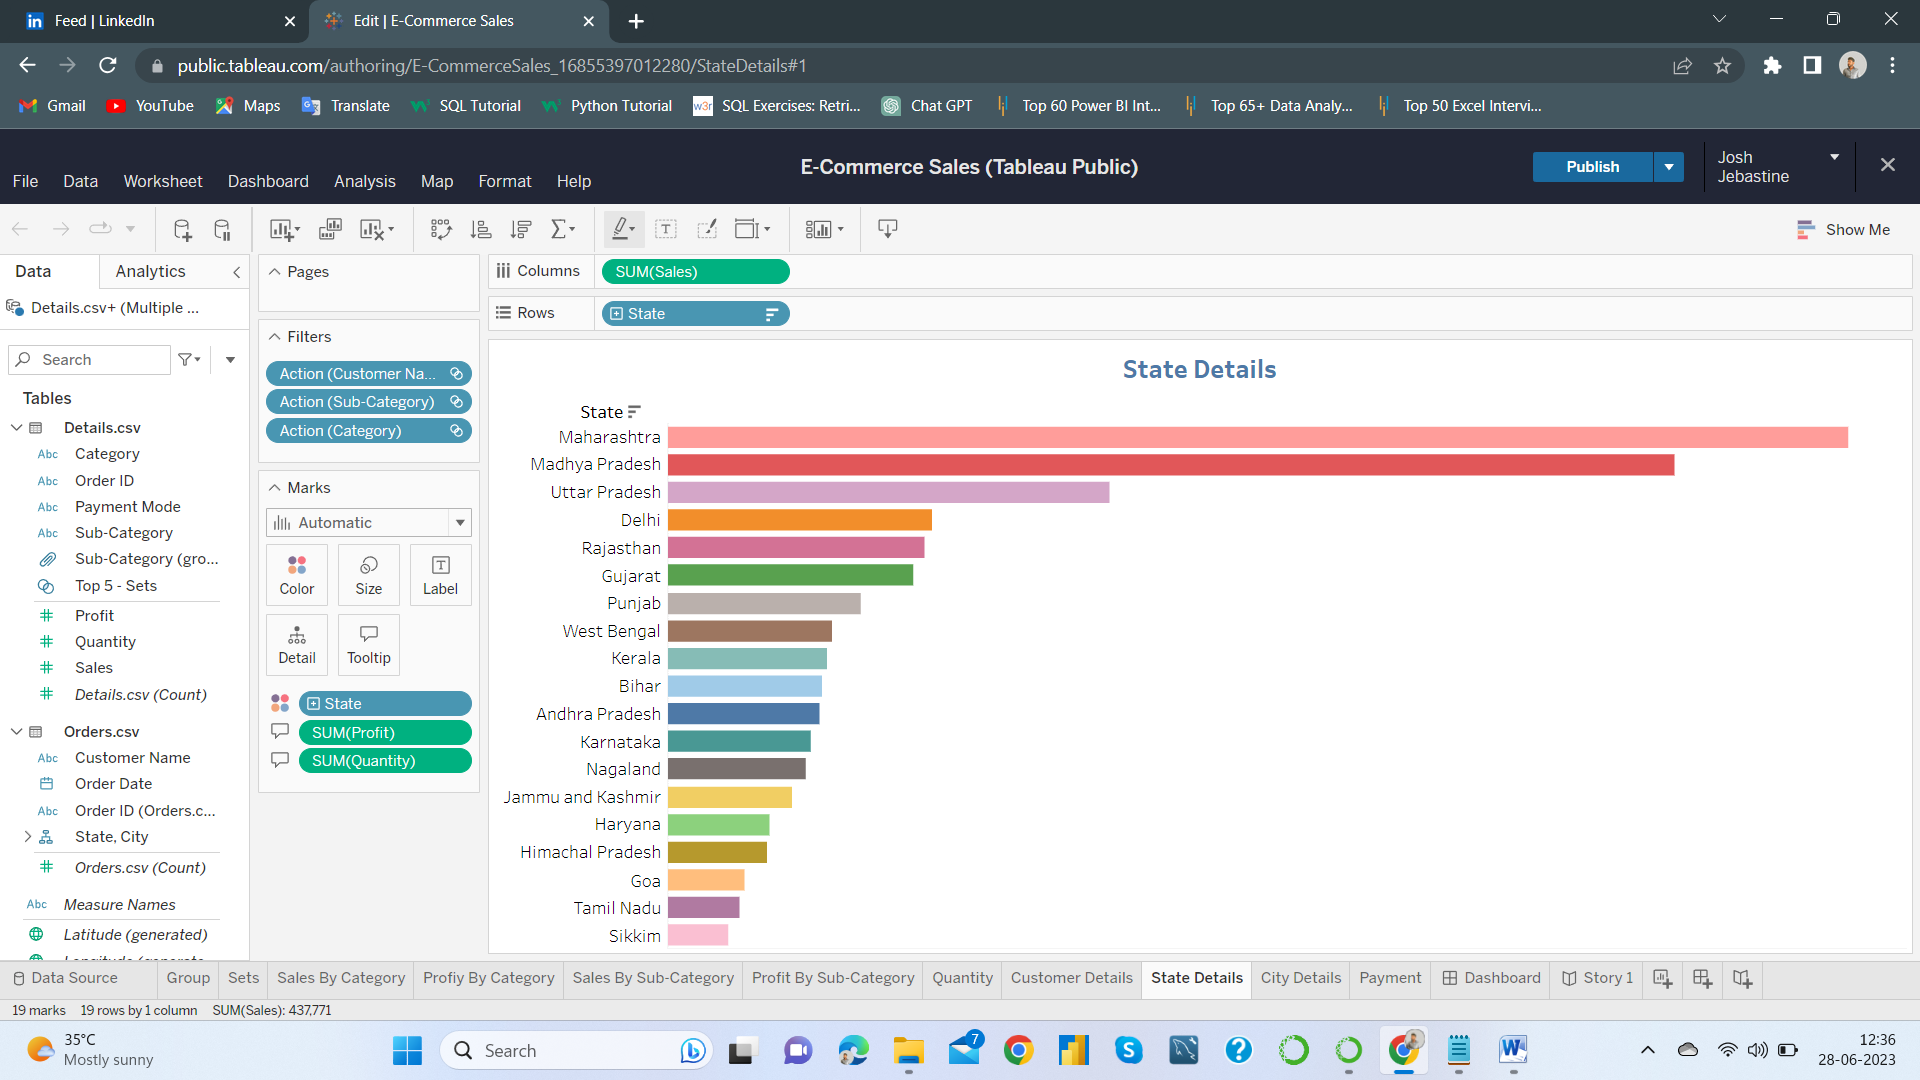 Feed | LinkedIn
Edit | E-Commerce Sales
public.tableau.com/authoring/E-CommerceSales_16855397012280/StateDetails#1
Gmail YouTube Maps Translate SQL Tutorial Python Tutorial SQL Exercises: Retri... Chat GPT Top 60 Power BI Int... Top 65+ Data Analy... Top 50 Excel Intervi...
File Data Worksheet Dashboard Analysis Map Format Help
E-Commerce Sales (Tableau Public)
Publish
Josh
Jebastine
Show Me
Data Analytics
Details.csv+ (Multiple ...
Search
Tables
Details.csv
Abc Category
Abc Order ID
Abc Payment Mode
Abc Sub-Category
Sub-Category (gro...
Top 5 - Sets
Profit
Quantity
Sales
Details.csv (Count)
Orders.csv
Abc Customer Name
Order Date
Abc Order ID (Orders.c...
State, City
Orders.csv (Count)
Abc Measure Names
Latitude (generated)
Pages
Filters
Action (Customer Na...
Action (Sub-Category)
Action (Category)
Marks
Automatic
Color Size Label
Detail Tooltip
State
SUM(Profit)
SUM(Quantity)
Columns SUM(Sales)
Rows State
State Details
State
Maharashtra
Madhya Pradesh
Uttar Pradesh
Delhi
Rajasthan
Gujarat
Punjab
West Bengal
Kerala
Bihar
Andhra Pradesh
Karnataka
Nagaland
Jammu and Kashmir
Haryana
Himachal Pradesh
Goa
Tamil Nadu
Sikkim
Data Source Group Sets Sales By Category Profiy By Category Sales By Sub-Category Profit By Sub-Category Quantity Customer Details State Details City Details Payment Dashboard Story 1
19 marks 19 rows by 1 column SUM(Sales): 437,771
35°C
Mostly sunny
Search
7
12:36
28-06-2023